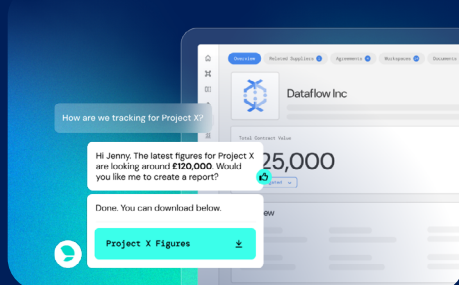 Overview Related Suppliers Agreements Workspaces Documents
Dataflow Inc
How are we tracking for Project X?
Total Contract Value
25,000
Hi Jenny. The latest figures for Project X
are looking around £120,000. Would
you like me to create a report?
Done. You can download below.
Project X Figures